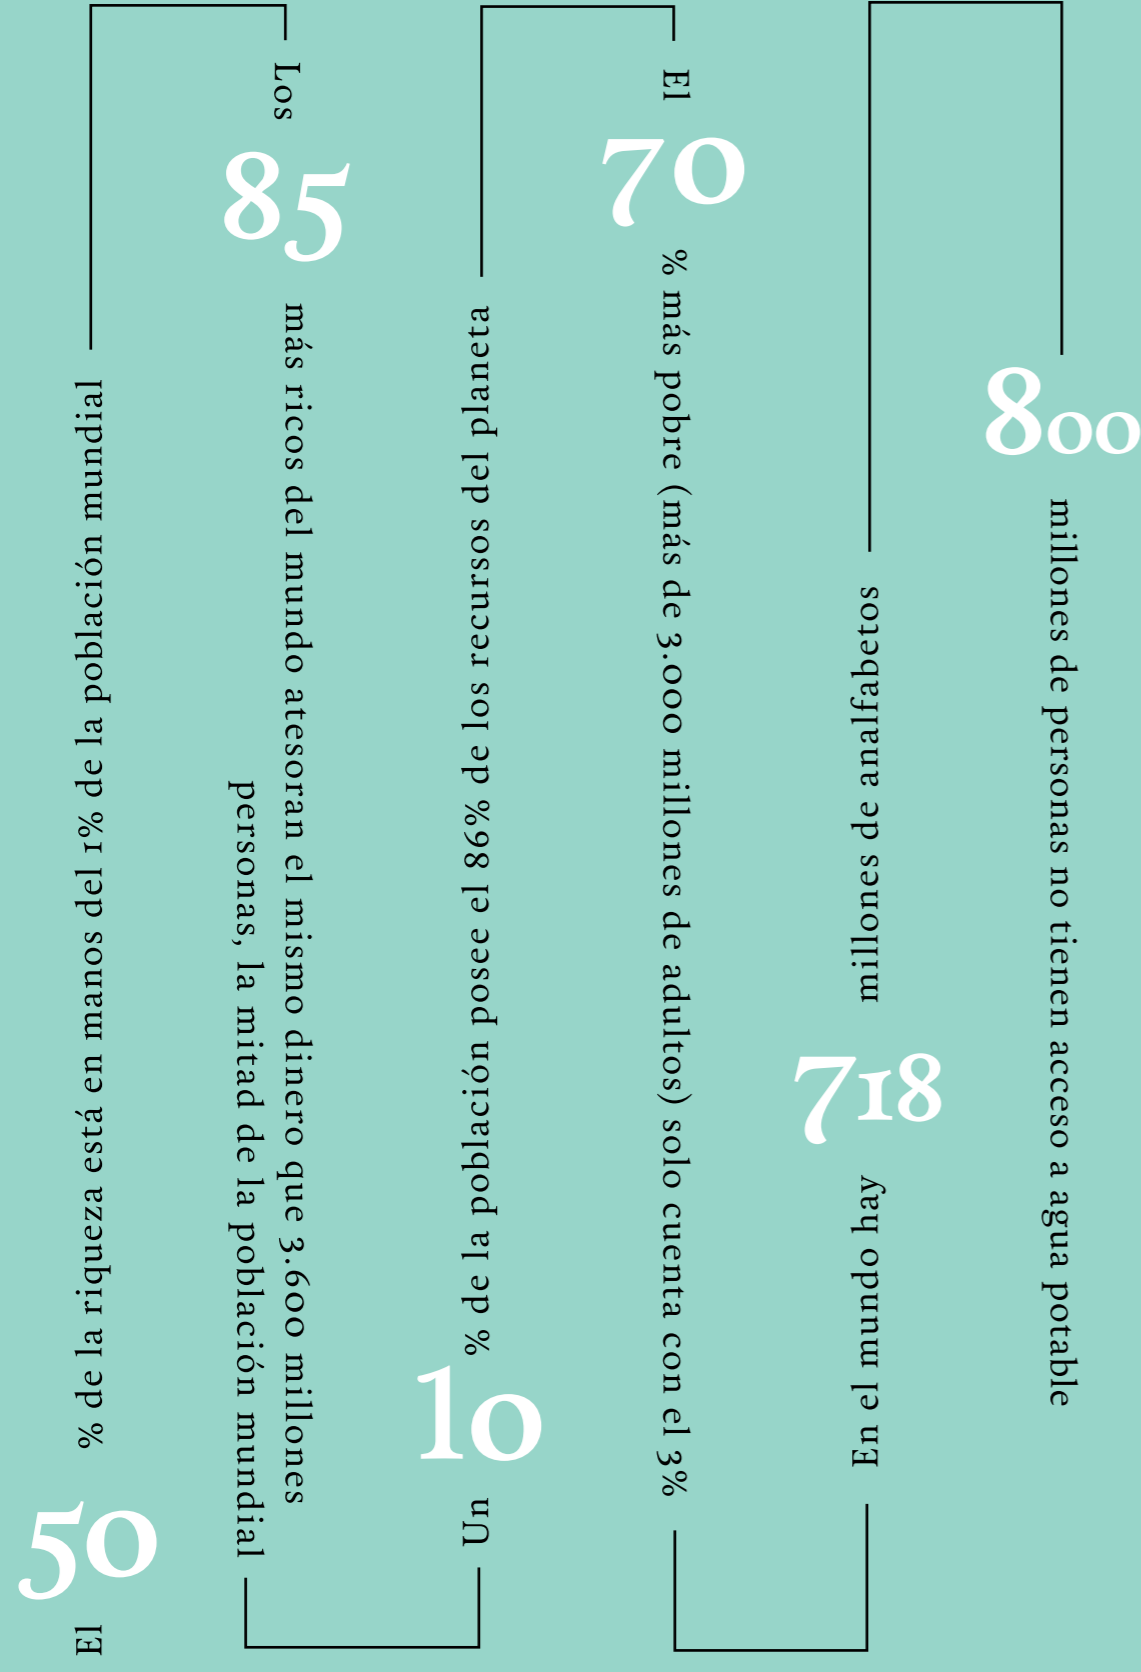 El 50 % de la riqueza está en manos del 1% de la población mundial
Los 85 más ricos del mundo atesoran el mismo dinero que 3.600 millones
personas, la mitad de la población mundial
Un 10 % de la población posee el 86% de los recursos del planeta
El 70 % más pobre (más de 3.000 millones de adultos) solo cuenta con el 3%
En el mundo hay 718 millones de analfabetos
800 millones de personas no tienen acceso a agua potable